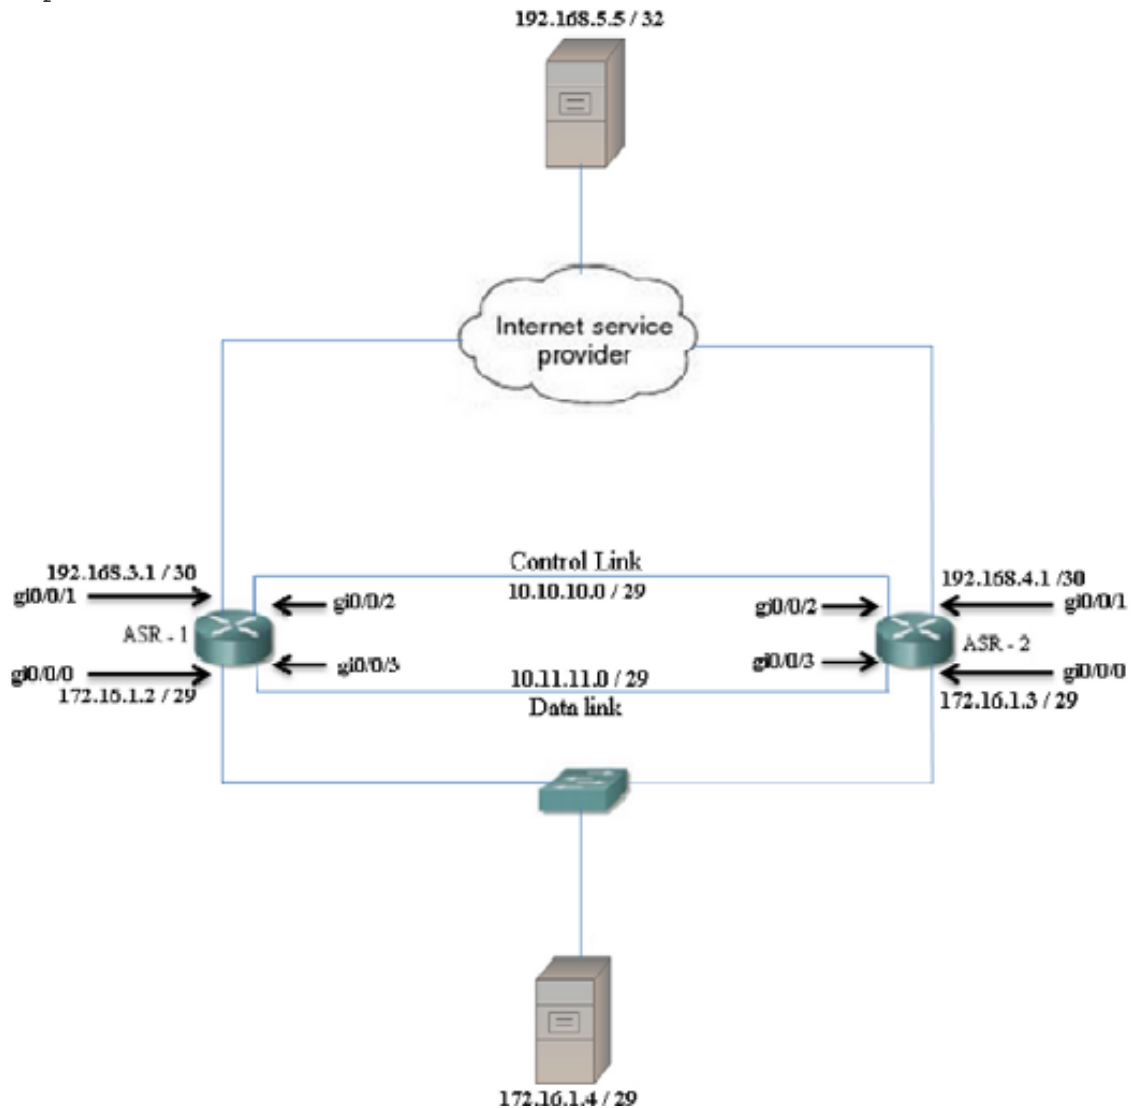 192.168.5.5 / 32
Internet service
provider
Control Link
192.168.3.1 / 30
10.10.10.0 / 29
192.168.4.1 /30
gi0/0/1
gi0/0/2
gi0/0/2
gi0/0/1
ASR - 1
ASR - 2
gi0/0/0
gi0/0/3
gi0/0/3
gi0/0/0
172.16.1.2 / 29
10.11.11.0 / 29
172.16.1.3 / 29
Data link
172.16.1.4 / 29